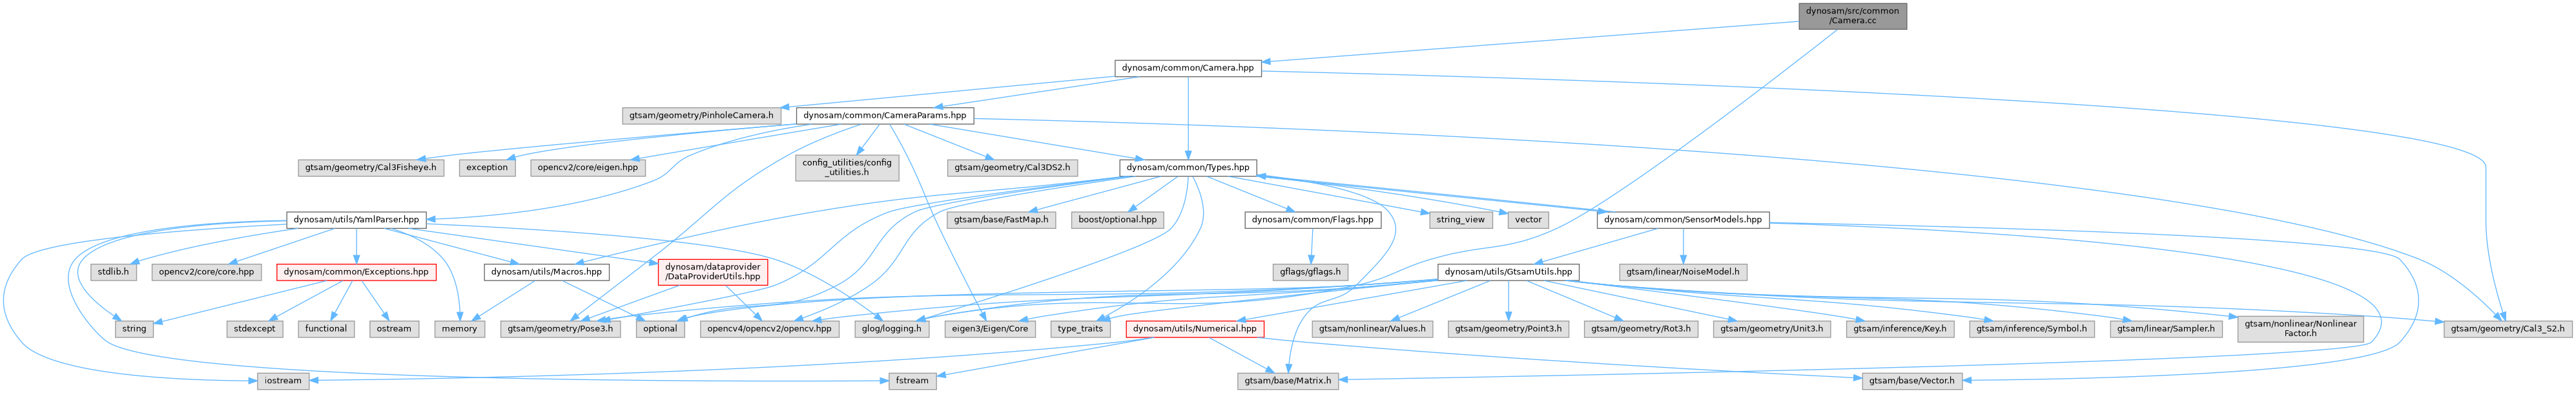 dynosam/src/common
/Camera.cc
dynosam/common/Camera.hpp
gtsam/geometry/PinholeCamera.h
dynosam/common/CameraParams.hpp
gtsam/geometry/Cal3Fisheye.h
exception
opencv2/core/eigen.hpp
config_utilities/config
_utilities.h
gtsam/geometry/Cal3DS2.h
dynosam/common/Types.hpp
dynosam/utils/YamlParser.hpp
gtsam/base/FastMap.h
boost/optional.hpp
dynosam/common/Flags.hpp
string_view
vector
dynosam/common/SensorModels.hpp
stdlib.h
opencv2/core/core.hpp
dynosam/common/Exceptions.hpp
dynosam/utils/Macros.hpp
dynosam/dataprovider
/DataProviderUtils.hpp
gflags/gflags.h
dynosam/utils/GtsamUtils.hpp
gtsam/linear/NoiseModel.h
string
stdexcept
functional
ostream
memory
gtsam/geometry/Pose3.h
optional
opencv4/opencv2/opencv.hpp
glog/logging.h
eigen3/Eigen/Core
type_traits
dynosam/utils/Numerical.hpp
gtsam/nonlinear/Values.h
gtsam/geometry/Point3.h
gtsam/geometry/Rot3.h
gtsam/geometry/Unit3.h
gtsam/inference/Key.h
gtsam/inference/Symbol.h
gtsam/linear/Sampler.h
gtsam/nonlinear/Nonlinear
Factor.h
gtsam/geometry/Cal3_S2.h
iostream
fstream
gtsam/base/Matrix.h
gtsam/base/Vector.h